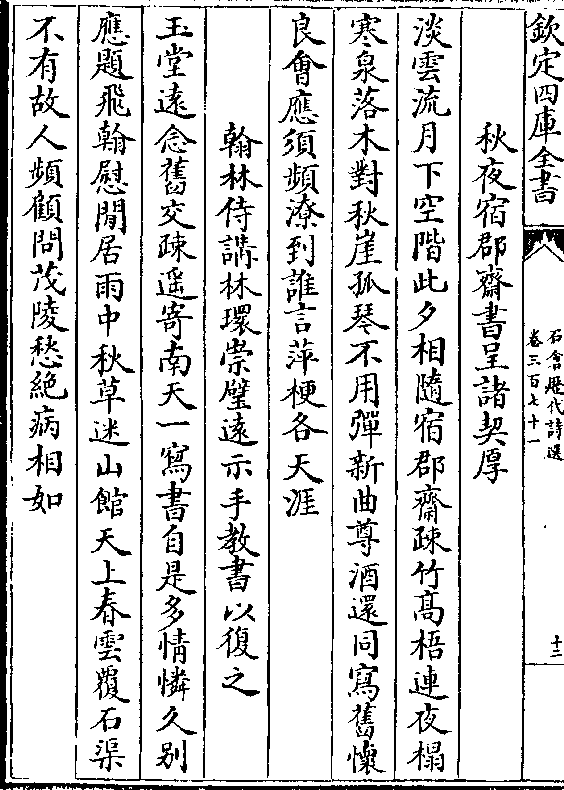 欽定四庫全書
石倉歷代詩選
卷三百七十一
十二
秋夜宿郡齋書呈諸契厚
淡雲流月下空階此夕相隨宿郡齋疎竹髙梧連夜榻
寒泉落木對秋崖孤琴不用彈新曲尊酒還同寫舊懷
良會應須頻潦到誰言萍梗各天涯
翰林侍講林環崇璧遠示手教書以復之
玉堂遠念舊交疎遥寄南天一寫書自是多情憐久别
應題飛翰慰閒居雨中秋草迷山館天上春雲覆石渠
不有故人頻顧問茂陵愁絶病相如